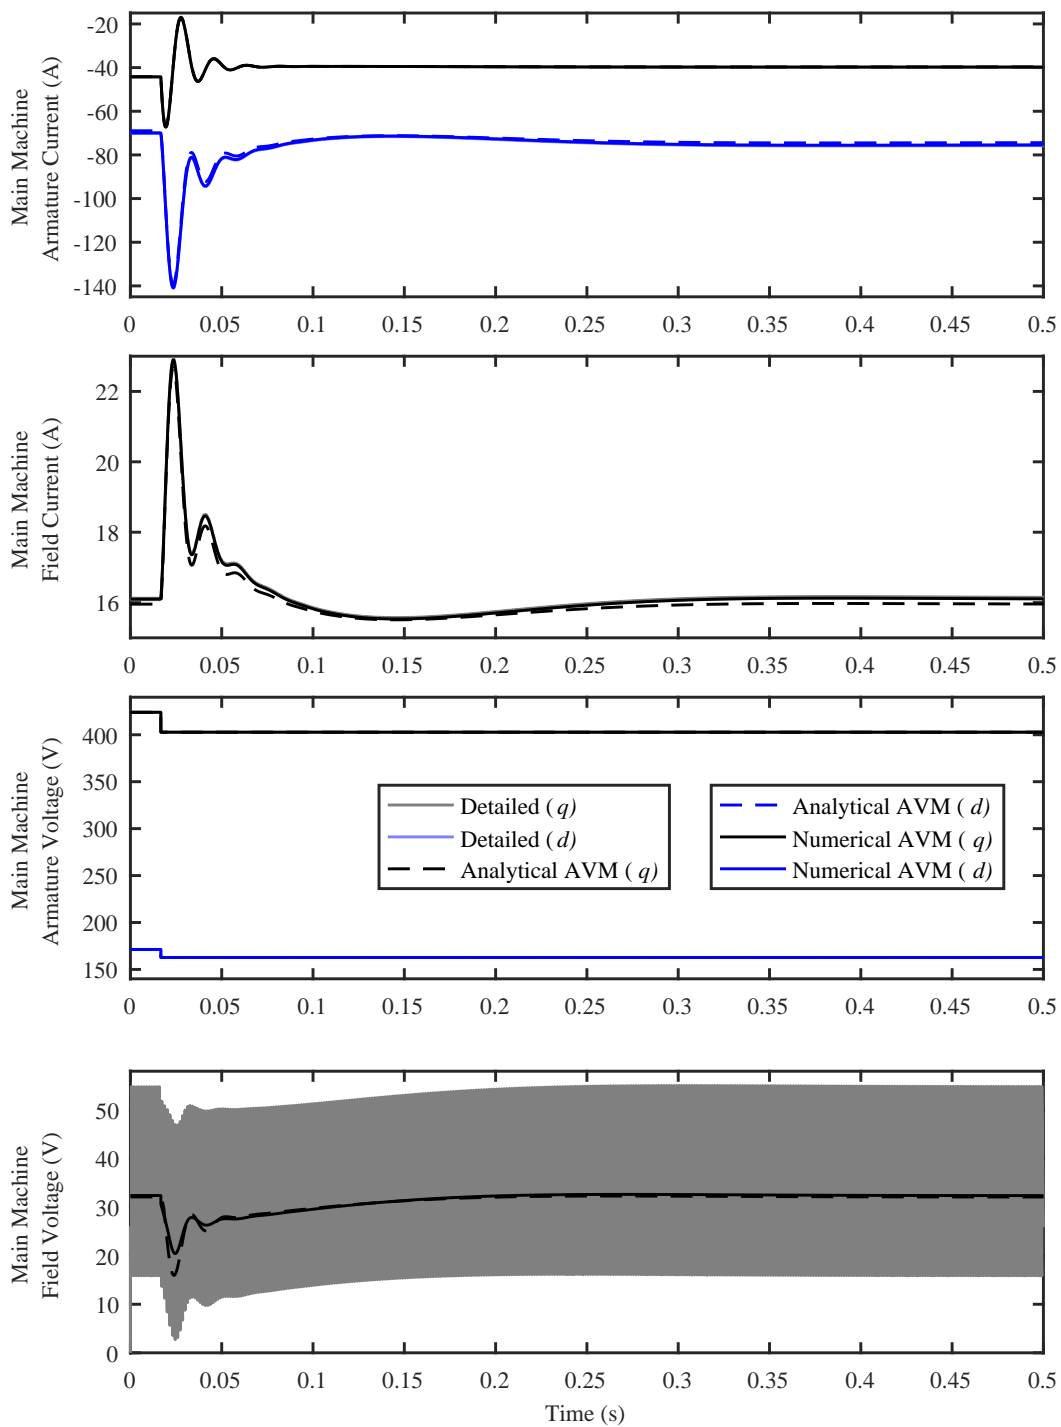 Main Machine
Armature Current (A)
-20
-40
-60
-80
-100
-120
-140
0 0.05 0.1 0.15 0.2 0.25 0.3 0.35 0.4 0.45 0.5
Main Machine
Field Current (A)
22
20
18
16
0 0.05 0.1 0.15 0.2 0.25 0.3 0.35 0.4 0.45 0.5
Main Machine
Armature Voltage (V)
400
350
300
250
200
150
Detailed (q)
Detailed (d)
Analytical AVM (q)
Analytical AVM (d)
Numerical AVM (q)
Numerical AVM (d)
0 0.05 0.1 0.15 0.2 0.25 0.3 0.35 0.4 0.45 0.5
Main Machine
Field Voltage (V)
50
40
30
20
10
0
0 0.05 0.1 0.15 0.2 0.25 0.3 0.35 0.4 0.45 0.5
Time (s)